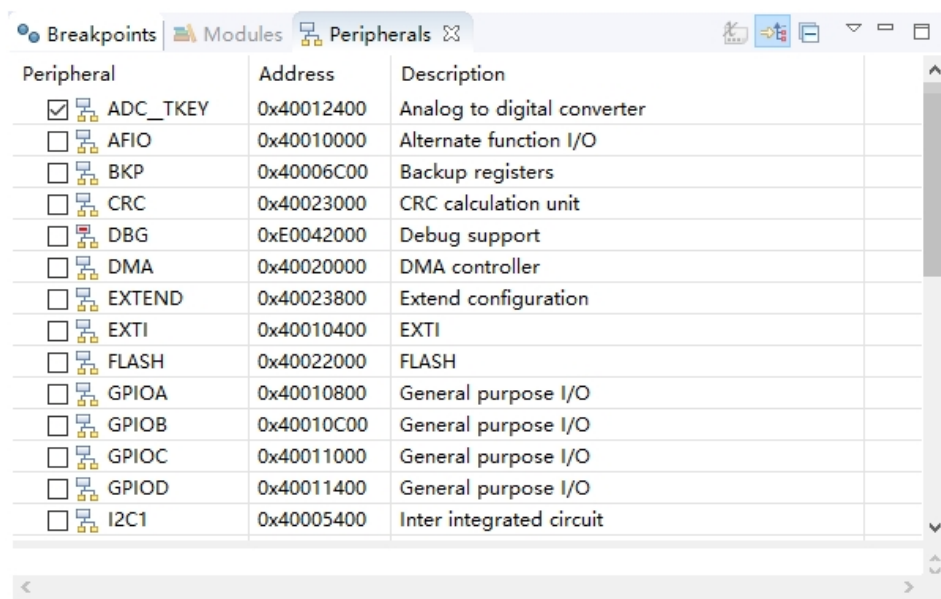 Breakpoints Modules Peripherals
Peripheral Address Description
ADC_TKEY 0x40012400 Analog to digital converter
AFIO 0x40010000 Alternate function I/O
BKP 0x40006C00 Backup registers
CRC 0x40023000 CRC calculation unit
DBG 0xE0042000 Debug support
DMA 0x40020000 DMA controller
EXTEND 0x40023800 Extend configuration
EXTI 0x40010400 EXTI
FLASH 0x40022000 FLASH
GPIOA 0x40010800 General purpose I/O
GPIOB 0x40010C00 General purpose I/O
GPIOC 0x40011000 General purpose I/O
GPIOD 0x40011400 General purpose I/O
I2C1 0x40005400 Inter integrated circuit